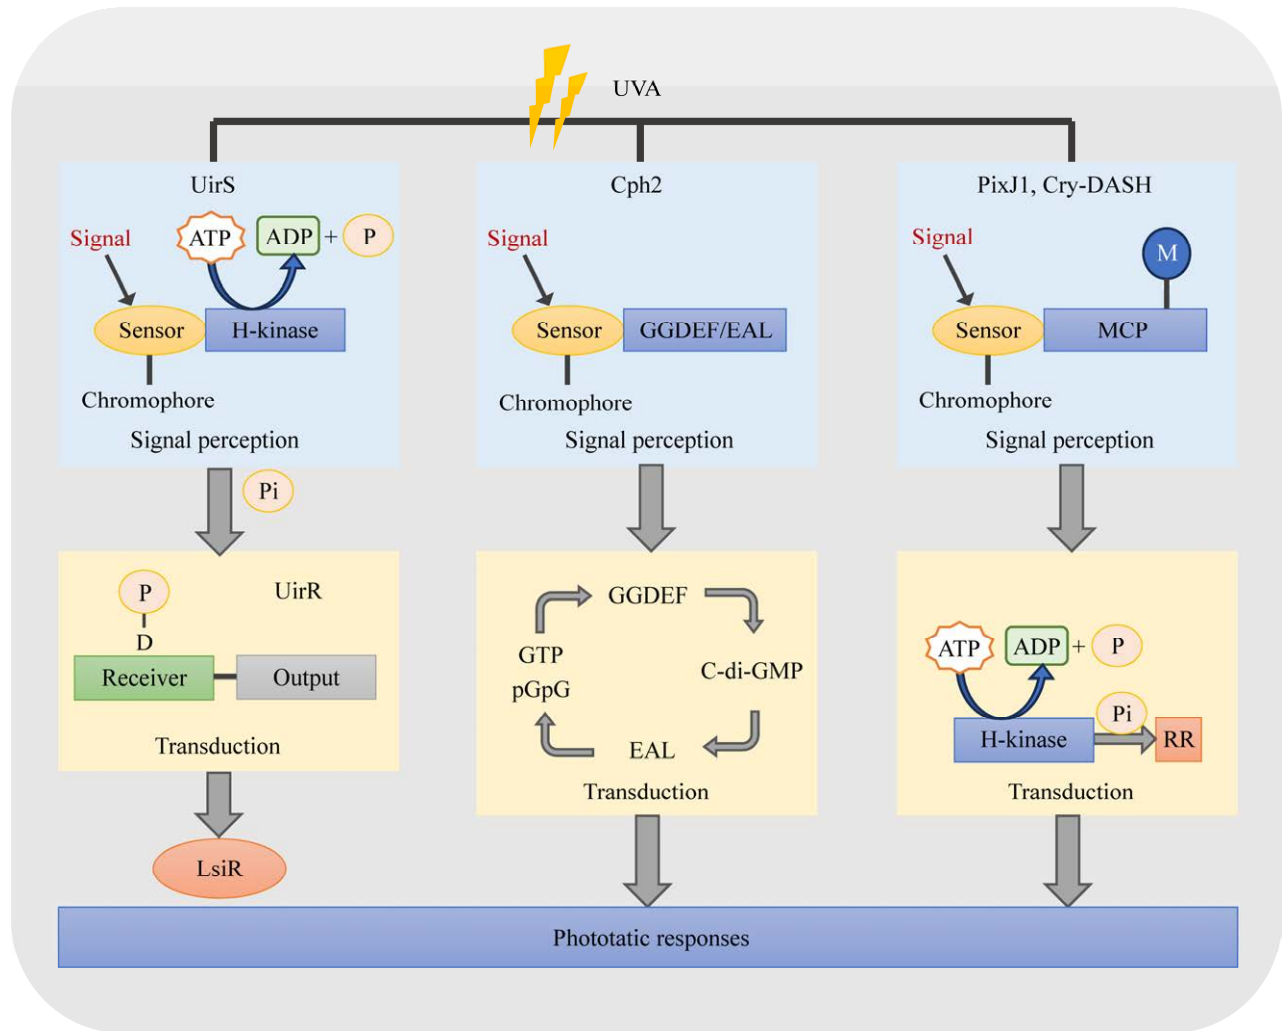 UVA
UirS
Signal
ATP
ADP + P
Sensor
H-kinase
Chromophore
Signal perception
Pi
P
D
UirR
Receiver
Output
Transduction
LsiR
Cph2
Signal
Sensor
GGDEF/EAL
Chromophore
Signal perception
GGDEF
GTP
pGpG
C-di-GMP
EAL
Transduction
PixJ1, Cry-DASH
Signal
M
Sensor
MCP
Chromophore
Signal perception
ATP
ADP + P
Pi
H-kinase
RR
Transduction
Phototatic responses